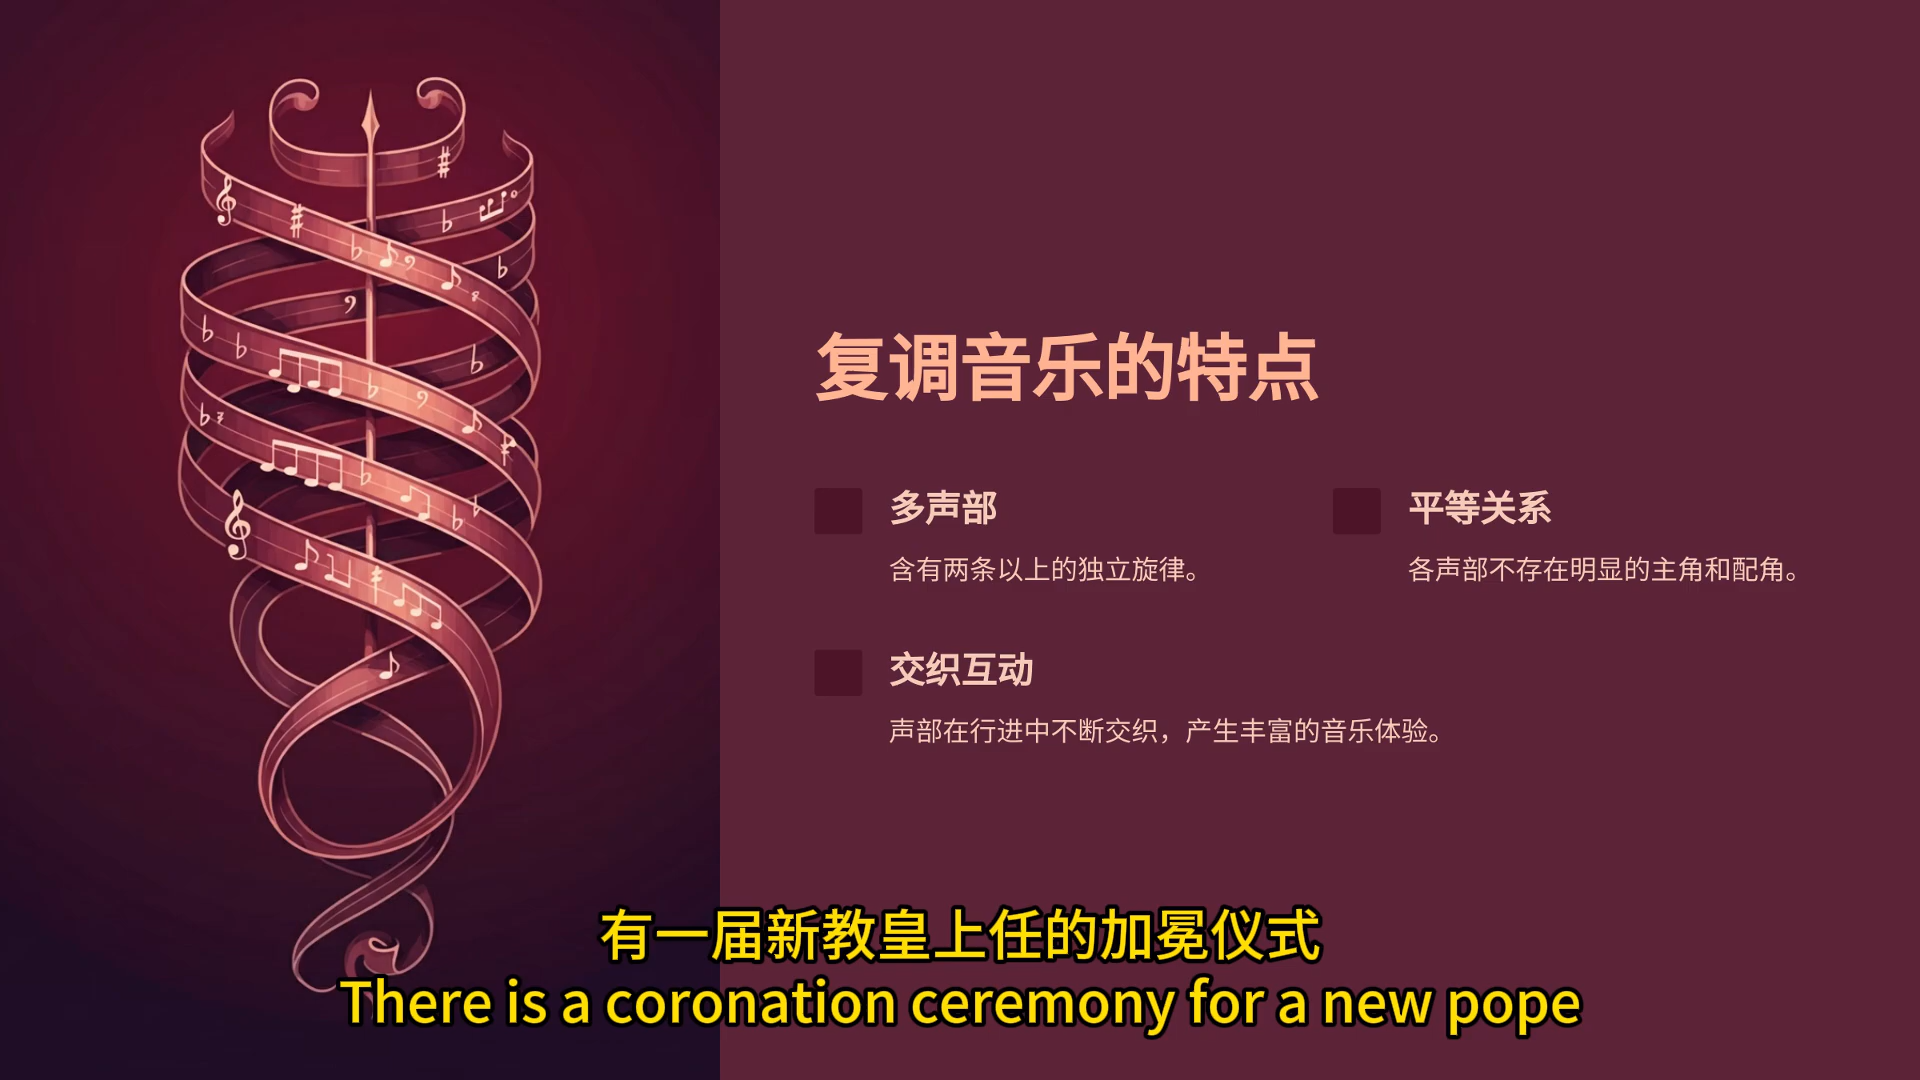 复调音乐的特点
多声部
含有两条以上的独立旋律。
平等关系
各声部不存在明显的主角和配角。
交织互动
声部在行进中不断交织，产生丰富的音乐体验。
有一届新教皇上任的加冕仪式
There is a coronation ceremony for a new pope